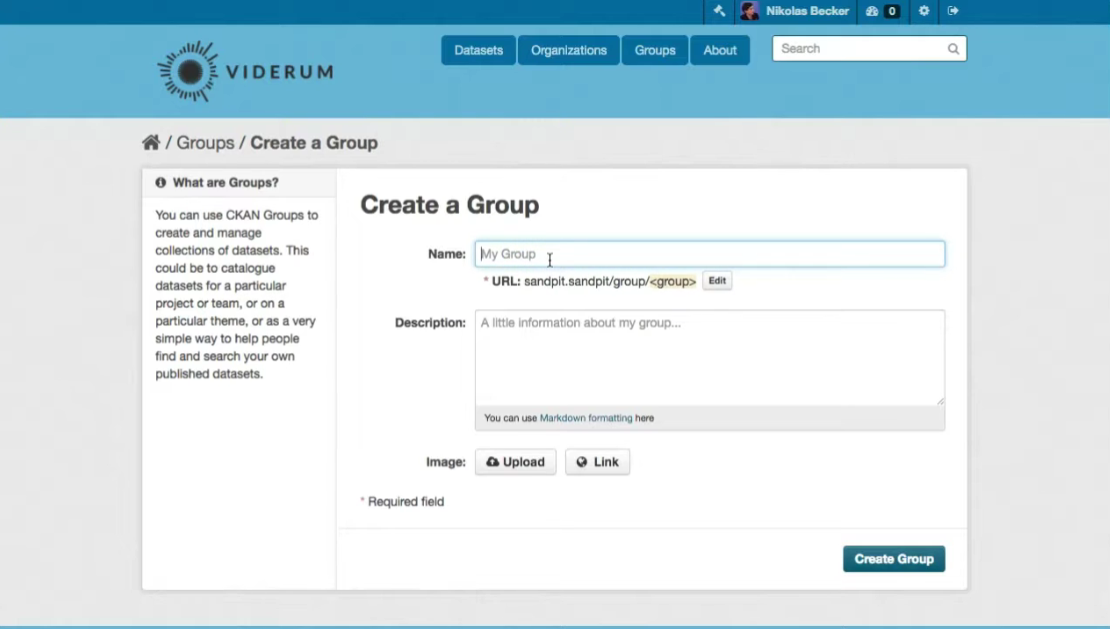 Nikolas Becker 0
VIDERUM
Datasets Organizations Groups About Search
/ Groups / Create a Group
What are Groups?
You can use CKAN Groups to
create and manage
collections of datasets. This
could be to catalogue
datasets for a particular
project or team, or on a
particular theme, or as a very
simple way to help people
find and search your own
published datasets.
Create a Group
Name: My Group
* URL: sandpit.sandpit/group/<group> Edit
Description: A little information about my group...
You can use Markdown formatting here
Image: Upload Link
* Required field
Create Group